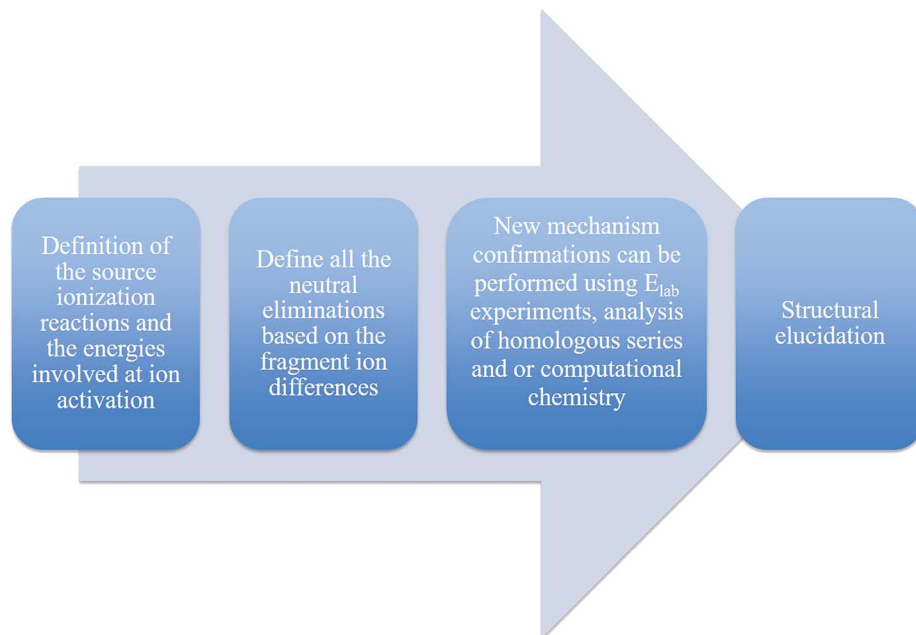 Definition of
the source
ionization
reactions and
the energies
involved at ion
activation
Define all the
neutral
eliminations
based on the
fragment ion
differences
New mechanism
confirmations can be
performed using Elab
experiments, analysis
of homologous series
and or computational
chemistry
Structural
elucidation